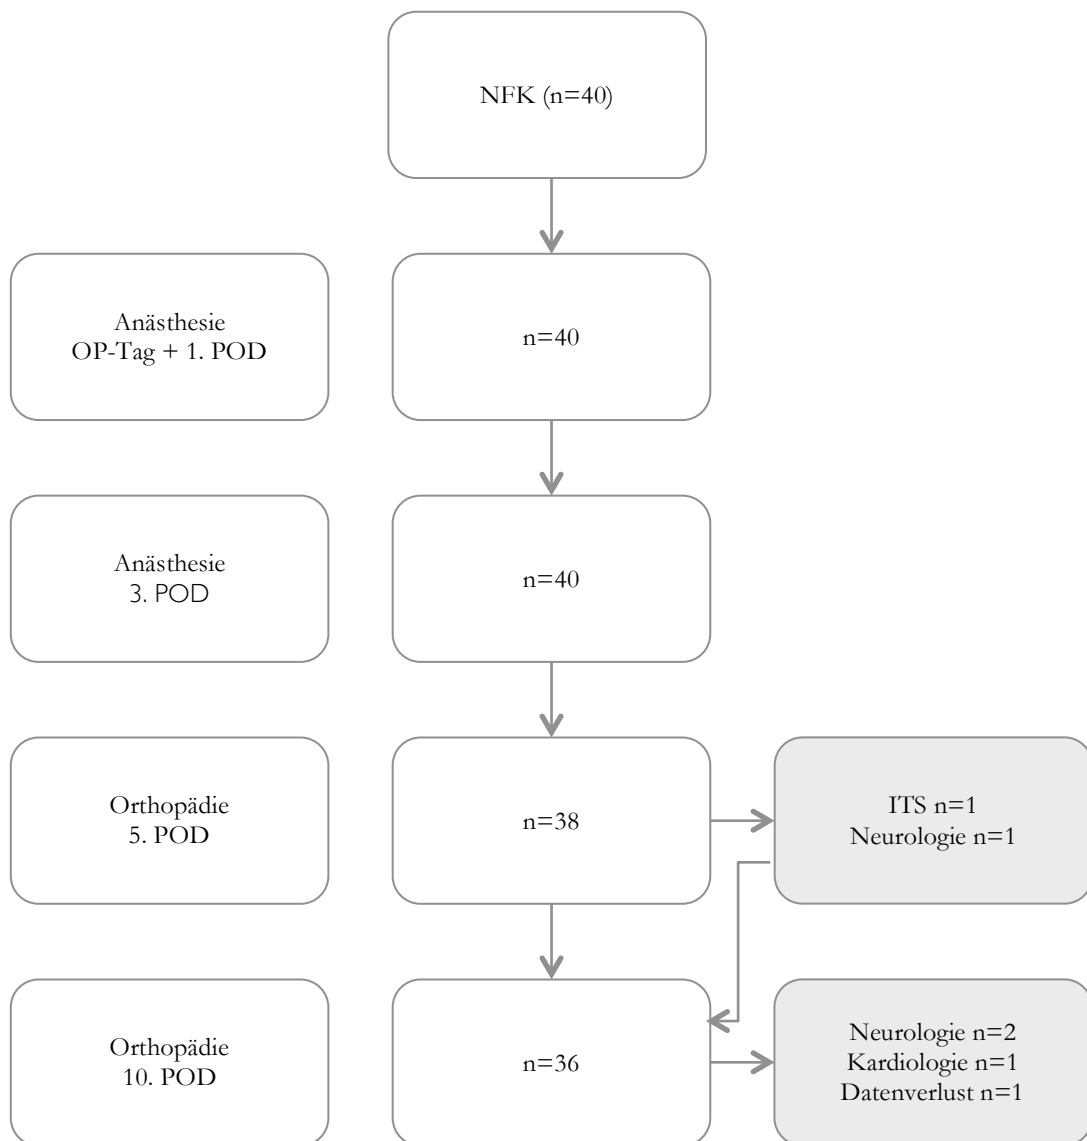 NFK (n=40)
Anästhesie
OP-Tag + 1. POD
n=40
Anästhesie
3. POD
n=40
Orthopädie
5. POD
n=38
ITS n=1
Neurologie n=1
Orthopädie
10. POD
n=36
Neurologie n=2
Kardiologie n=1
Datenverlust n=1